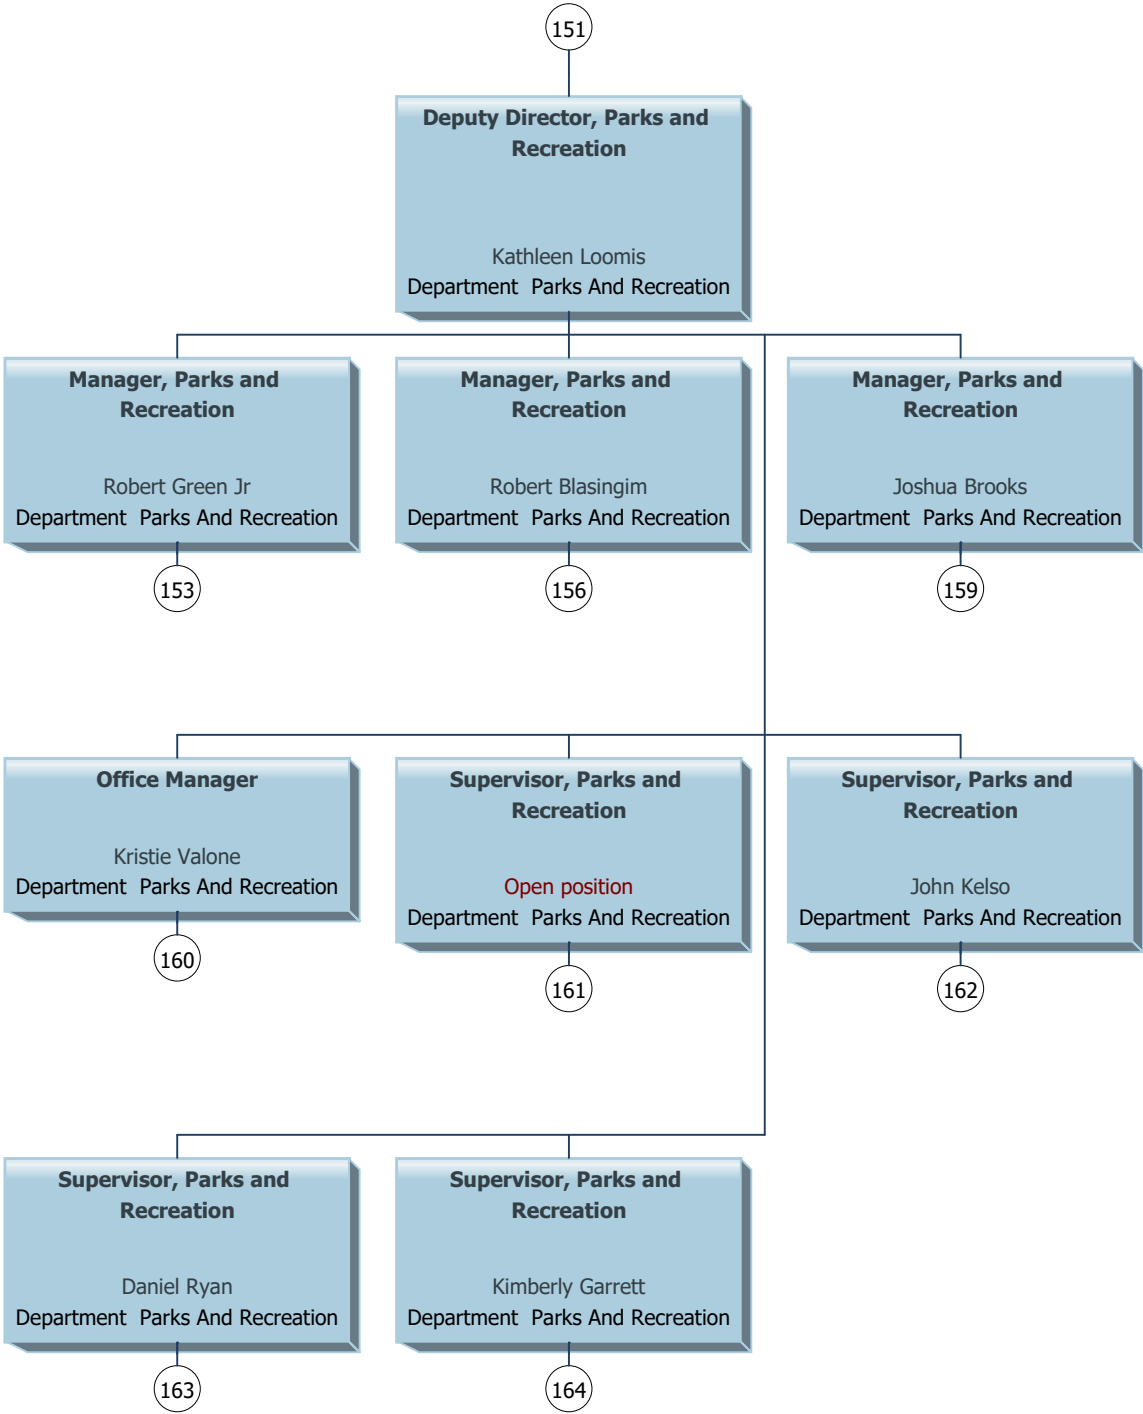 151
Deputy Director, Parks and
Recreation
Kathleen Loomis
Department  Parks And Recreation
Manager, Parks and
Recreation
Robert Green Jr
Department  Parks And Recreation
153
Manager, Parks and
Recreation
Robert Blasingim
Department  Parks And Recreation
156
Manager, Parks and
Recreation
Joshua Brooks
Department  Parks And Recreation
159
Office Manager
Kristie Valone
Department  Parks And Recreation
160
Supervisor, Parks and
Recreation
Open position
Department  Parks And Recreation
161
Supervisor, Parks and
Recreation
John Kelso
Department  Parks And Recreation
162
Supervisor, Parks and
Recreation
Daniel Ryan
Department  Parks And Recreation
163
Supervisor, Parks and
Recreation
Kimberly Garrett
Department  Parks And Recreation
164